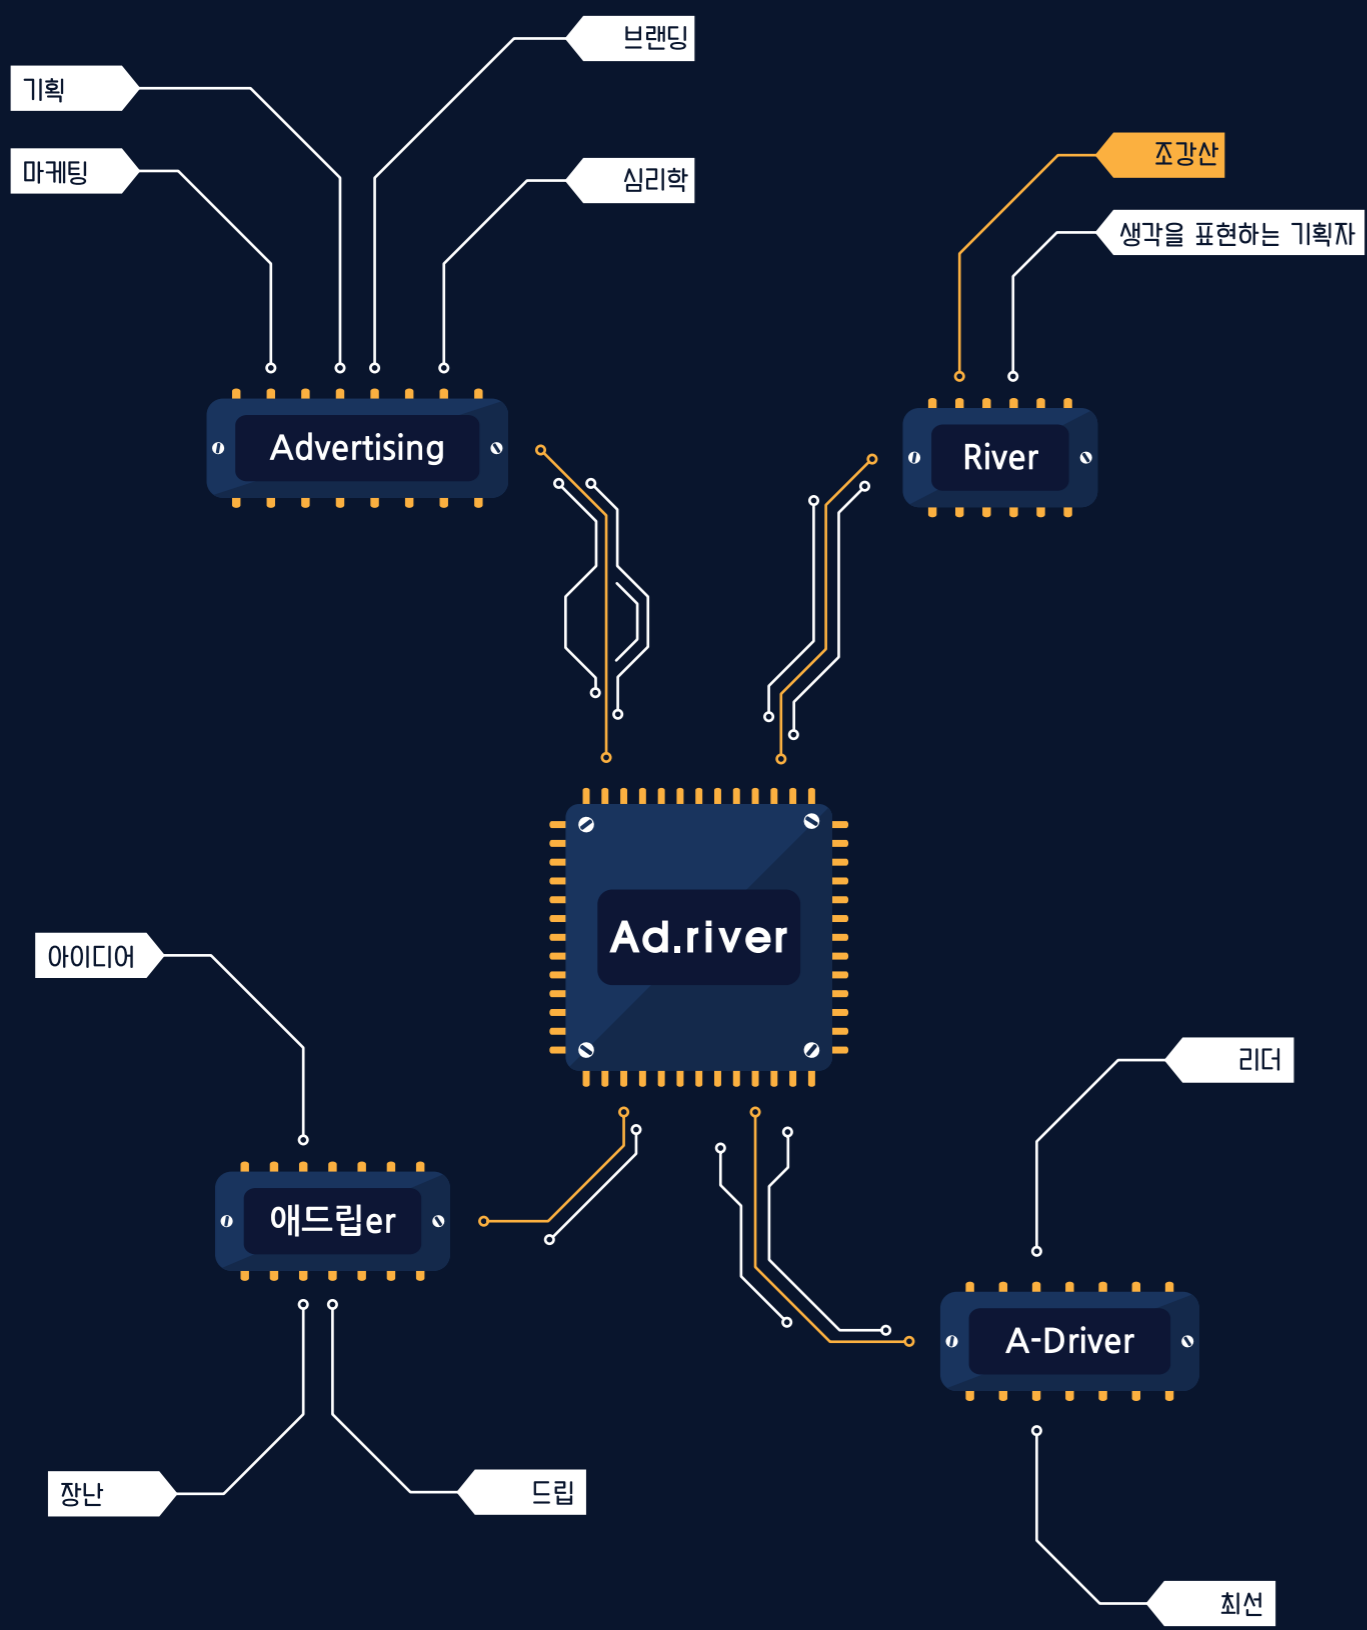 브랜딩
기획
마케팅
심리학
조강산
생각을 표현하는 기획자
Advertising
River
Ad.river
아이디어
리더
애드립er
A-Driver
장난
드립
최선